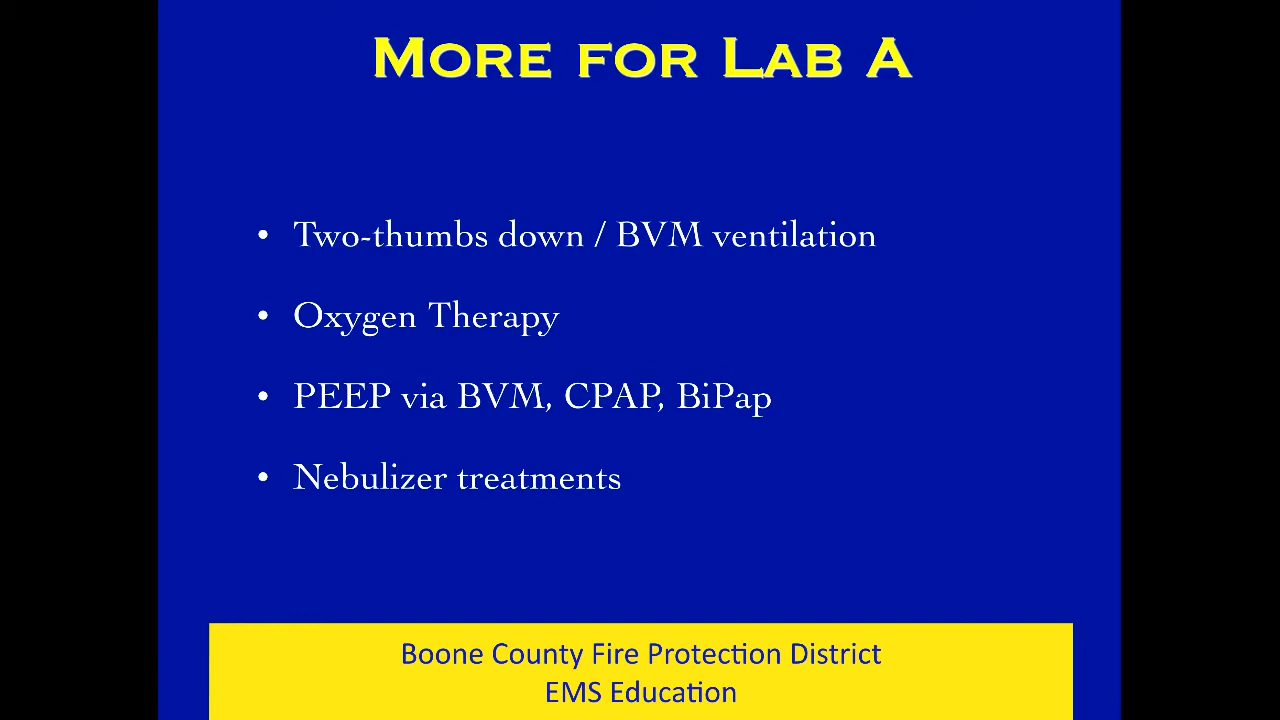 More for Lab A
• Two-thumbs down / BVM ventilation
• Oxygen Therapy
• PEEP via BVM, CPAP, BiPap
• Nebulizer treatments
Boone County Fire Protection District
EMS Education